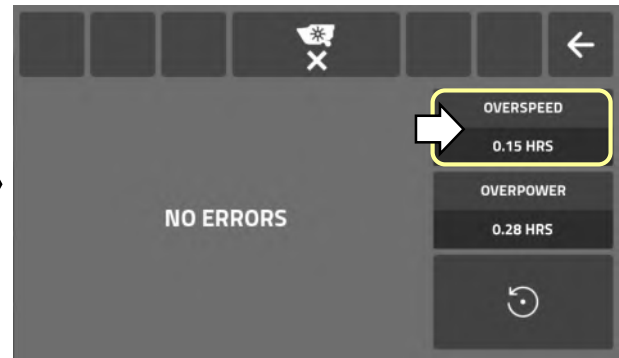 OVERSPEED
0.15 HRS
NO ERRORS
OVERPOWER
0.28 HRS